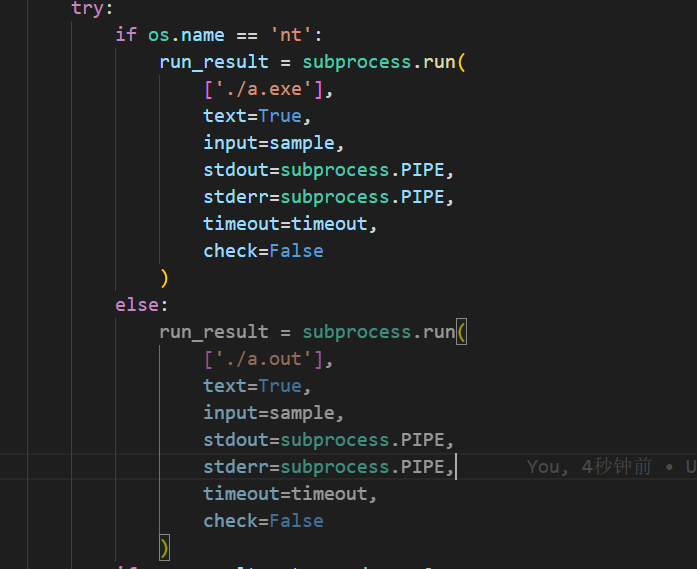 try:
if os.name == 'nt':
run_result = subprocess.run(
['./a.exe'],
text=True,
input=sample,
stdout=subprocess.PIPE,
stderr=subprocess.PIPE,
timeout=timeout,
check=False
)
else:
run_result = subprocess.run(
['./a.out'],
text=True,
input=sample,
stdout=subprocess.PIPE,
stderr=subprocess.PIPE, You, 4秒钟前 • U
timeout=timeout,
check=False
)